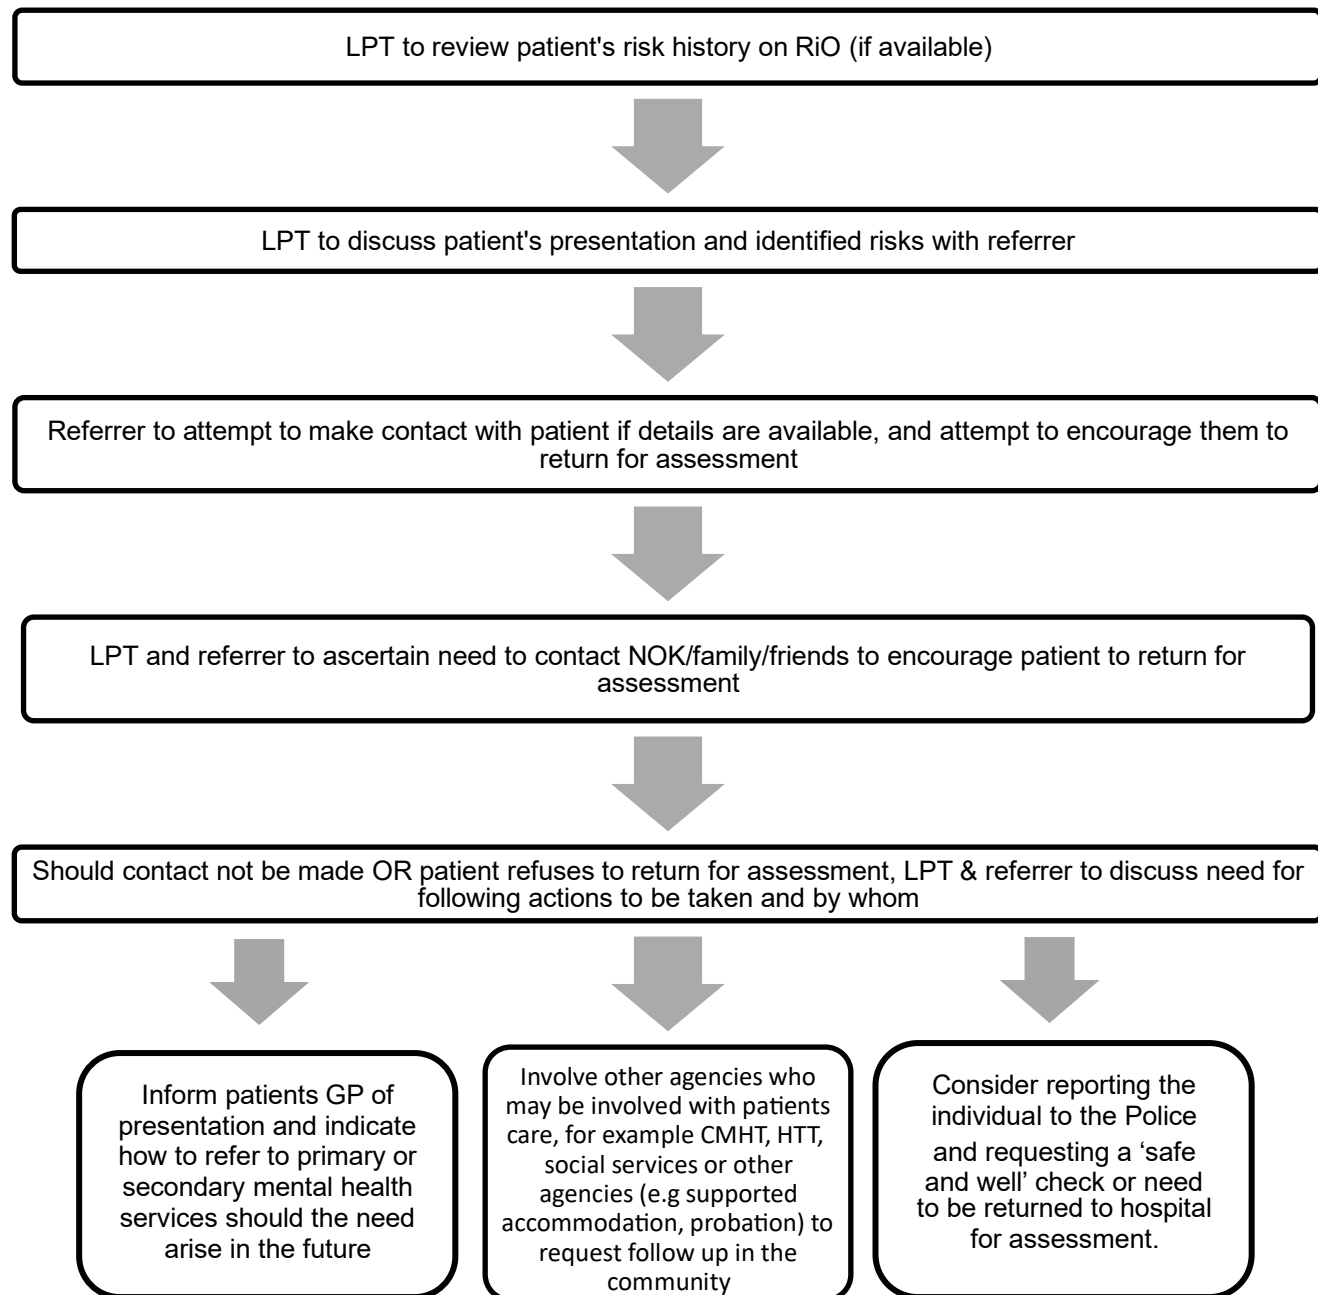 LPT to review patient's risk history on RiO (if available)
LPT to discuss patient's presentation and identified risks with referrer
Referrer to attempt to make contact with patient if details are available, and attempt to encourage them to
return for assessment
LPT and referrer to ascertain need to contact NOK/family/friends to encourage patient to return for
assessment
Should contact not be made OR patient refuses to return for assessment, LPT & referrer to discuss need for
following actions to be taken and by whom
Inform patients GP of
presentation and indicate
how to refer to primary or
secondary mental health
services should the need
arise in the future
Involve other agencies who
may be involved with patients
care, for example CMHT, HTT,
social services or other
agencies (e.g supported
accommodation, probation) to
request follow up in the
community
Consider reporting the
individual to the Police
and requesting a ‘safe
and well’ check or need
to be returned to hospital
for assessment.